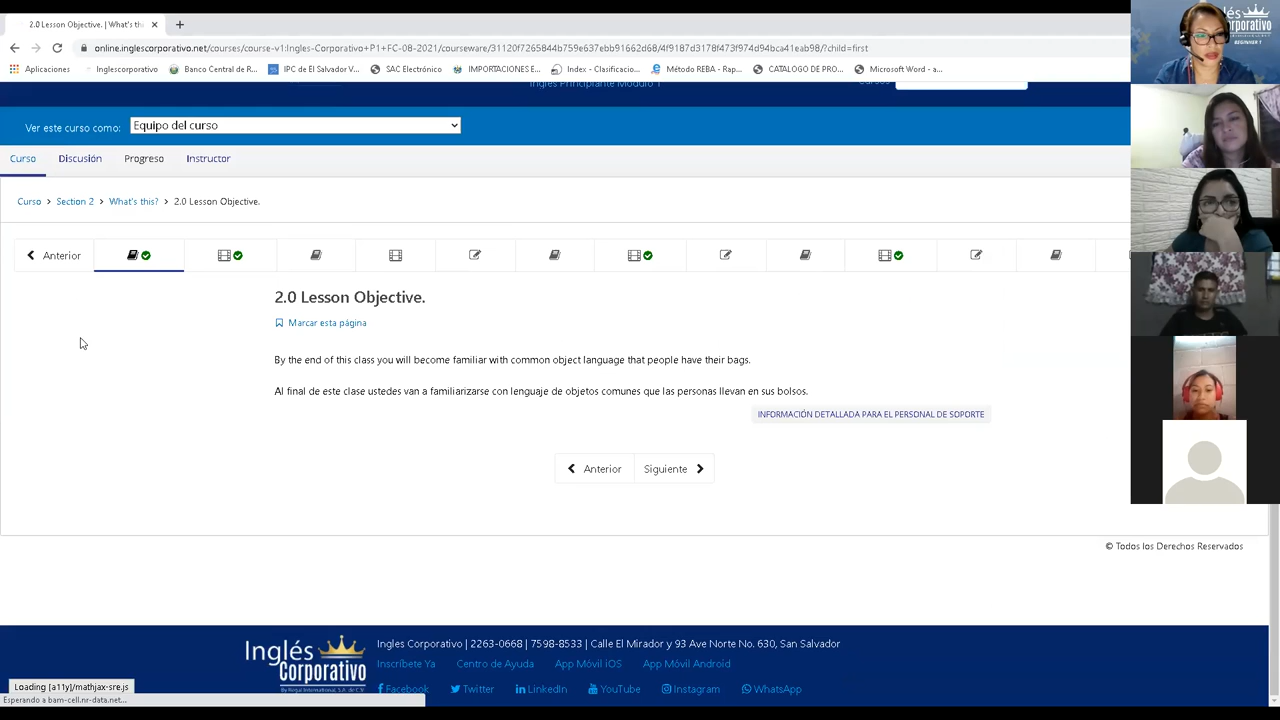 2.0 Lesson Objective. | What's thi
online.inglescorporativo.net/courses/course-v1:Ingles-Corporativo+P1+FC-08-2021/courseware/31120f7265844b759e637ebb91662d68/4f9187d3178f473f974d94bca41eab98/?child=first
Aplicaciones
Inglescorporativo
Banco Central de R...
IPC de El Salvador V...
SAC Electrónico
IMPORTACIONES E...
Index - Clasificacio...
Método REBA - Rap...
CATALOGO DE PRO...
Microsoft Word - a...
Inglés Principiante Módulo 1
Cursos
Ver este curso como:
Equipo del curso
Curso
Discusión
Progreso
Instructor
Curso > Section 2 > What's this? > 2.0 Lesson Objective.
Anterior
2.0 Lesson Objective.
Marcar esta página
By the end of this class you will become familiar with common object language that people have their bags.
Al final de este clase ustedes van a familiarizarse con lenguaje de objetos comunes que las personas llevan en sus bolsos.
INFORMACIÓN DETALLADA PARA EL PERSONAL DE SOPORTE
Anterior
Siguiente
© Todos los Derechos Reservados
Inglés
Corporativo
Ingles Corporativo | 2263-0668 | 7598-8533 | Calle El Mirador y 93 Ave Norte No. 630, San Salvador
Inscríbete Ya
Centro de Ayuda
App Móvil iOS
App Móvil Android
Facebook
Twitter
LinkedIn
YouTube
Instagram
WhatsApp
Loading [a11y]/mathjax-sre.js
Esperando a bam-cell.nr-data.net...
BEGINNER 1